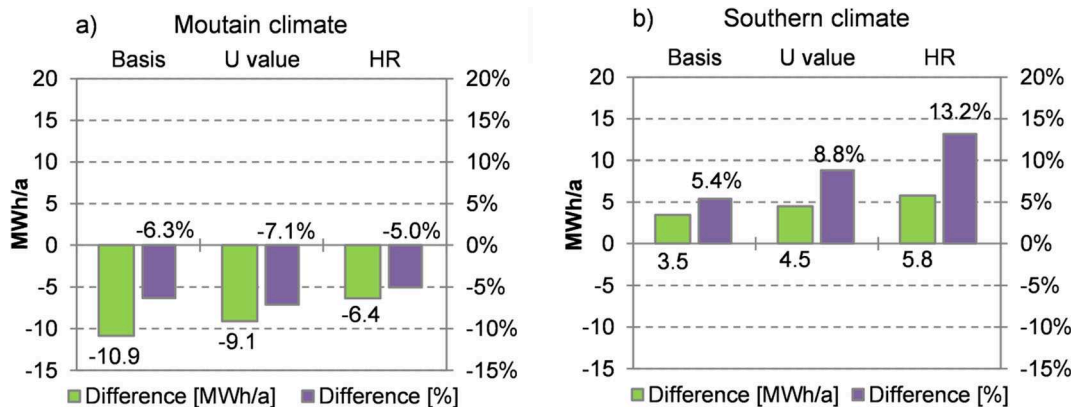 a) Moutain climate
Basis U value HR
20 20%
15 15%
10 10%
5 5%
0 0%
-5 -5%
-10 -10%
-15 -15%
MWh/a
-6.3% -7.1% -5.0%
-10.9 -9.1 -6.4
Difference [MWh/a] Difference [%]
b) Southern climate
Basis U value HR
20 20%
15 15%
10 10%
5 5%
0 0%
-5 -5%
-10 -10%
-15 -15%
MWh/a
5.4% 8.8% 13.2%
3.5 4.5 5.8
Difference [MWh/a] Difference [%]